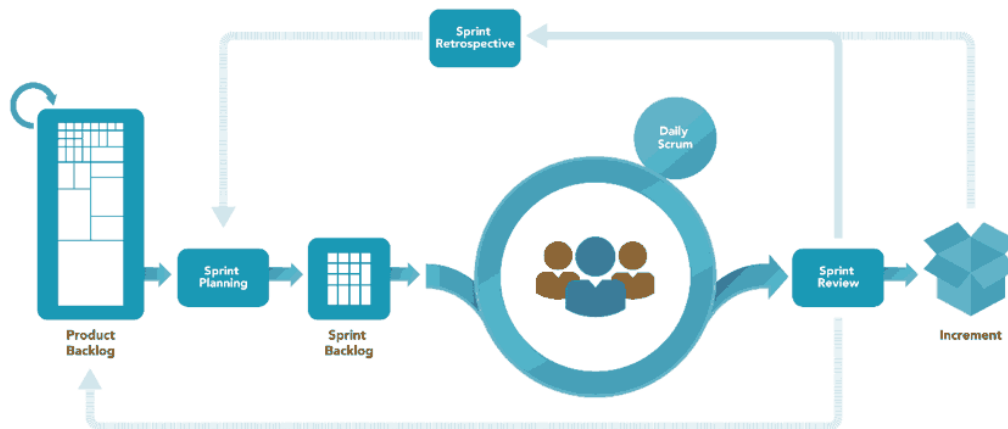 Sprint
Retrospective
Daily
Scrum
Sprint
Planning
Sprint
Review
Product
Backlog
Sprint
Backlog
Increment